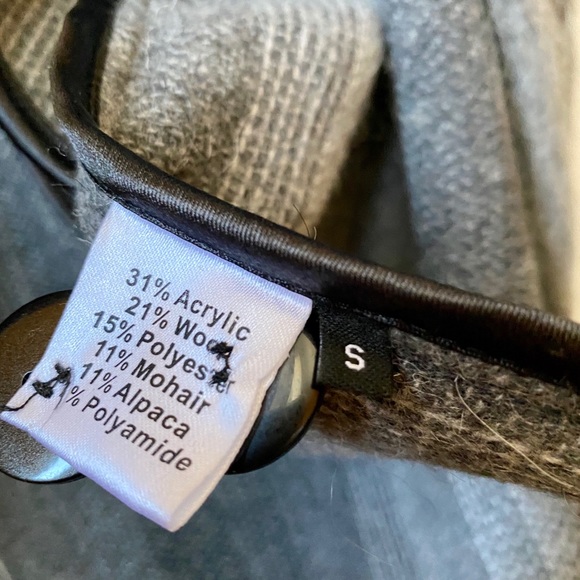 31% Acrylic
21% Wool
15% Polyester
11% Mohair
11% Alpaca
% Polyamide
S